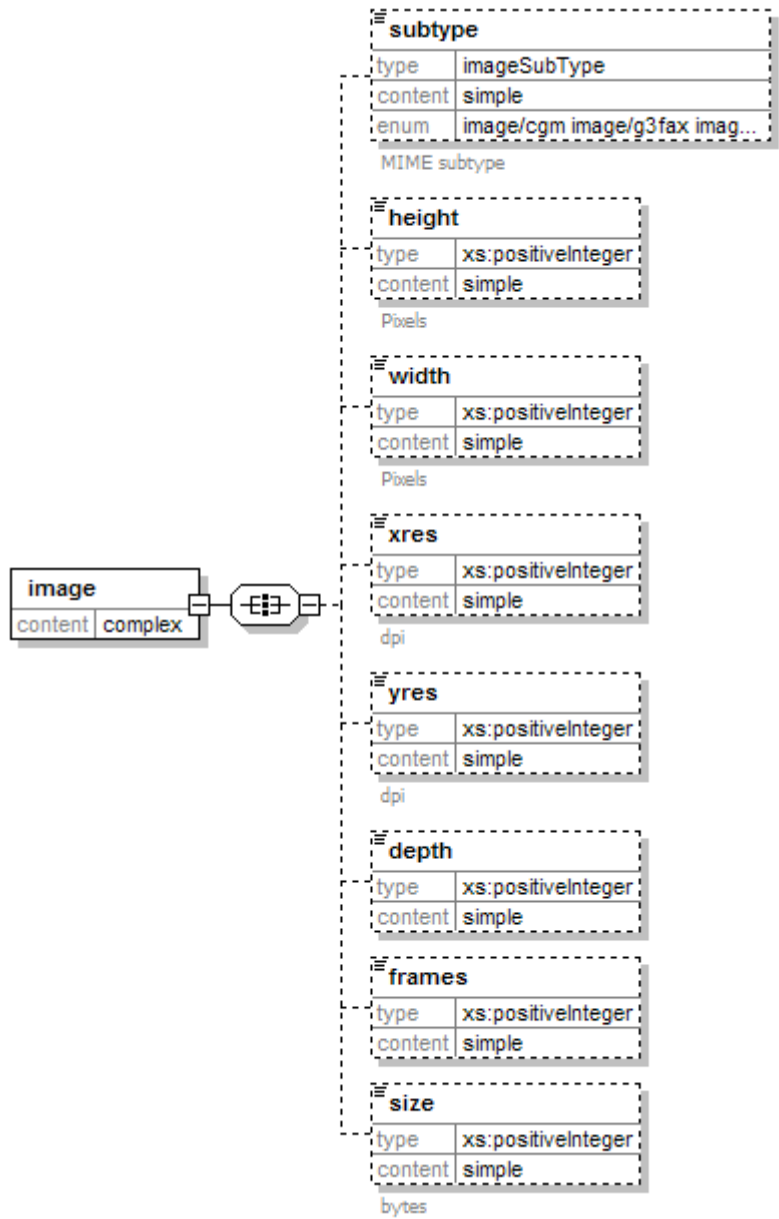 subtype
type imageSubType
content simple
enum image/cgm image/g3fax imag...
MIME subtype
height
type xs:positiveInteger
content simple
Pixels
width
type xs:positiveInteger
content simple
Pixels
xres
type xs:positiveInteger
content simple
dpi
image
content complex
yres
type xs:positiveInteger
content simple
dpi
depth
type xs:positiveInteger
content simple
frames
type xs:positiveInteger
content simple
size
type xs:positiveInteger
content simple
bytes